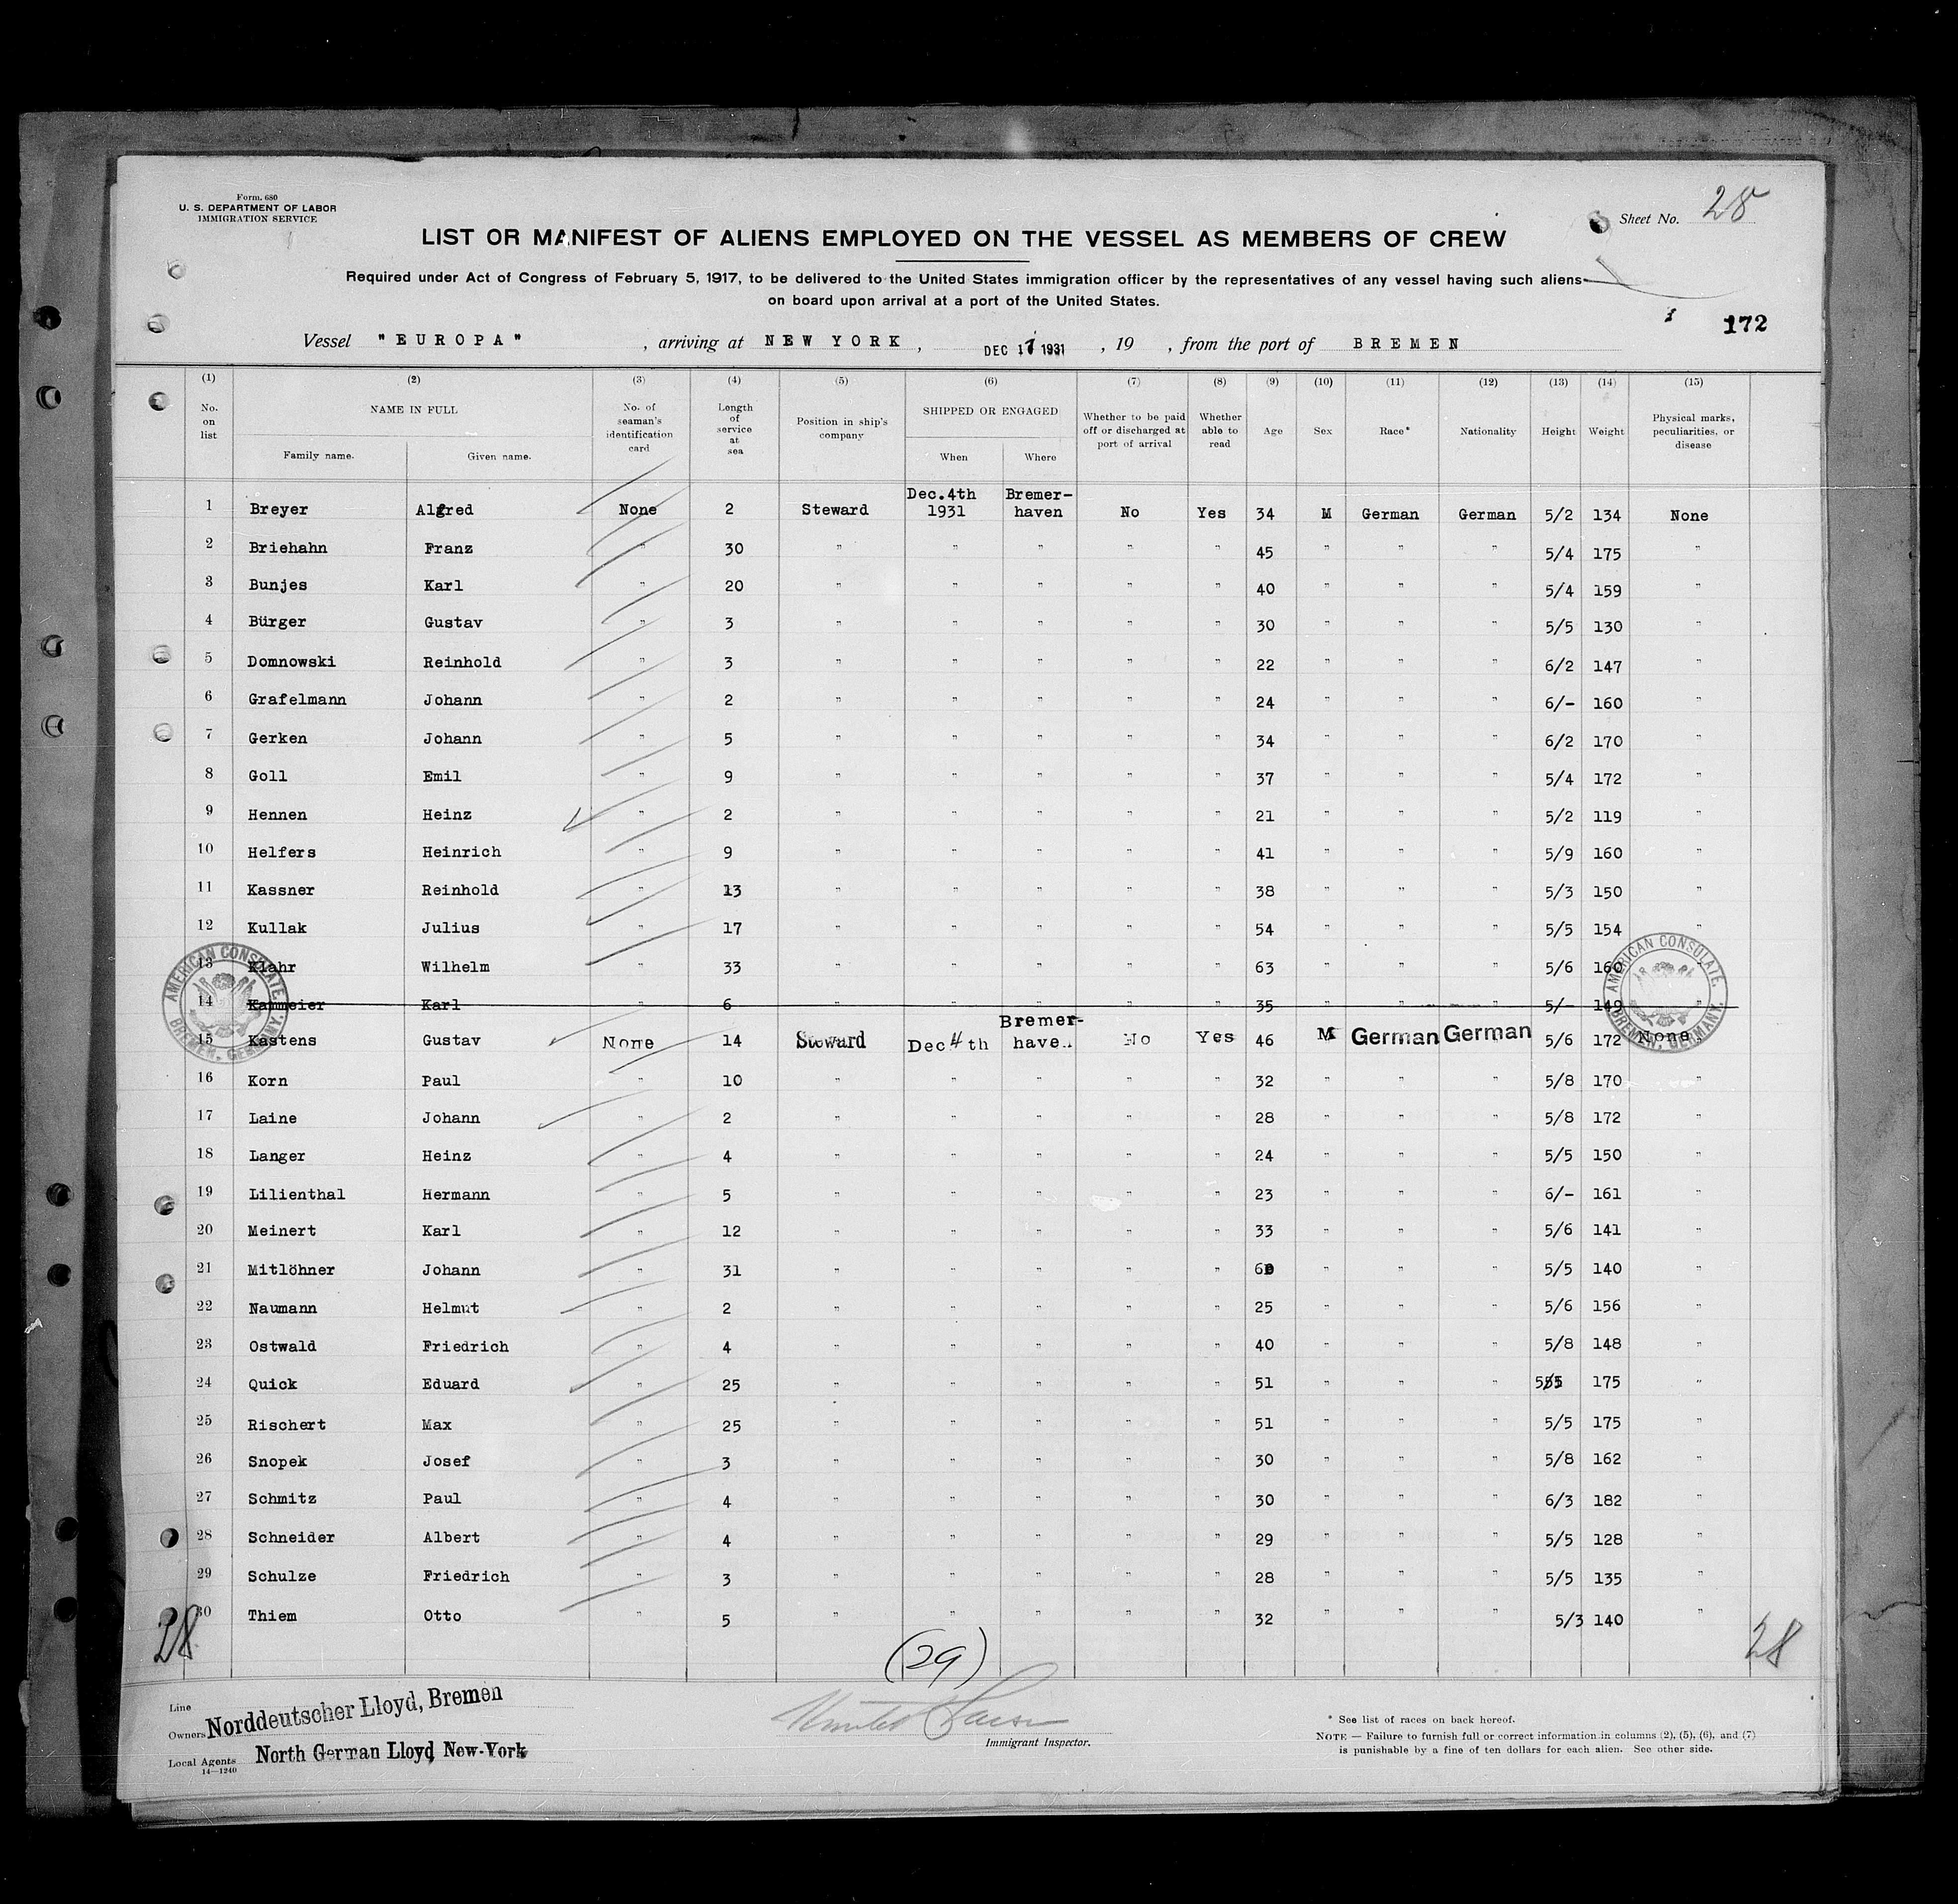 Form. 680
U. S. DEPARTMENT OF LABOR
IMMIGRATION SERVICE
Sheet No. 28
LIST OR MANIFEST OF ALIENS EMPLOYED ON THE VESSEL AS MEMBERS OF CREW
Required under Act of Congress of February 5, 1917, to be delivered to the United States immigration officer by the representatives of any vessel having such aliens
on board upon arrival at a port of the United States.
172
Vessel "EUROPA", arriving at NEW YORK, DEC 1931, 19 , from the port of BREMEN
(1) (2) (3) (4) (5) (6) (7) (8) (9) (10) (11) (12) (13) (14) (15)
No. on list NAME IN FULL Family name. Given name. No. of seaman's identification card Length of service at sea Position in ship's company SHIPPED OR ENGAGED When Where Whether to be paid off or discharged at port of arrival Whether able to read Age Sex Race* Nationality Height Weight Physical marks, peculiarities, or disease
1 Breyer Alfred None 2 Steward Dec.4th 1931 Bremer-haven No Yes 34 M German German 5/2 134 None
2 Briehahn Franz " 30 " " " " " 45 " " " 5/4 175 "
3 Bunjes Karl " 20 " " " " " 40 " " " 5/4 159 "
4 Bürger Gustav " 3 " " " " " 30 " " " 5/5 130 "
5 Domnowski Reinhold " 3 " " " " " 22 " " " 6/2 147 "
6 Grafelmann Johann " 2 " " " " " 24 " " " 6/- 160 "
7 Gerken Johann " 5 " " " " " 34 " " " 6/2 170 "
8 Goll Emil " 9 " " " " " 37 " " " 5/4 172 "
9 Hennen Heinz " 2 " " " " " 21 " " " 5/2 119 "
10 Helfers Heinrich " 9 " " " " " 41 " " " 5/9 160 "
11 Kassner Reinhold " 13 " " " " " 38 " " " 5/3 150 "
12 Kullak Julius " 17 " " " " " 54 " " " 5/5 154 "
13 Klahr Wilhelm " 33 " " " " " 63 " " " 5/6 160 "
14 Kammeier Karl " 6 " " " " " 35 " " " 5/- 149 "
15 Kastens Gustav None 14 Steward Dec 4 th Bremer-have.. No Yes 46 M German German 5/6 172 None
16 Korn Paul " 10 " " " " " 32 " " " 5/8 170 "
17 Laine Johann " 2 " " " " " 28 " " " 5/8 172 "
18 Langer Heinz " 4 " " " " " 24 " " " 5/5 150 "
19 Lilienthal Hermann " 5 " " " " " 23 " " " 6/- 161 "
20 Meinert Karl " 12 " " " " " 33 " " " 5/6 141 "
21 Mitlöhner Johann " 31 " " " " " " " " 5/5 140 "
22 Naumann Helmut " 2 " " " " " 25 " " " 5/6 156 "
23 Ostwald Friedrich " 4 " " " " " 40 " " " 5/8 148 "
24 Quick Eduard " 25 " " " " " 51 " " " 175 "
25 Rischert Max " 25 " " " " " 51 " " " 5/5 175 "
26 Snopek Josef " 3 " " " " " 30 " " " 5/8 162 "
27 Schmitz Paul " 4 " " " " " 30 " " " 6/3 182 "
28 Schneider Albert " 4 " " " " " 29 " " " 5/5 128 "
29 Schulze Friedrich " 3 " " " " " 28 " " " 5/5 135 "
30 Thiem Otto " 5 " " " " " 32 " " " 5/3 140 "
AMERICAN CONSULATE. BREMEN, GERMANY.
AMERICAN CONSULATE. BREMEN, GERMANY.
28 (29) 28
Line
Owners Norddeutscher Lloyd, Bremen
Local Agents North German Lloyd, New-York
14—1240
Immigrant Inspector.
* See list of races on back hereof.
NOTE — Failure to furnish full or correct information in columns (2), (5), (6), and (7)
is punishable by a fine of ten dollars for each alien. See other side.